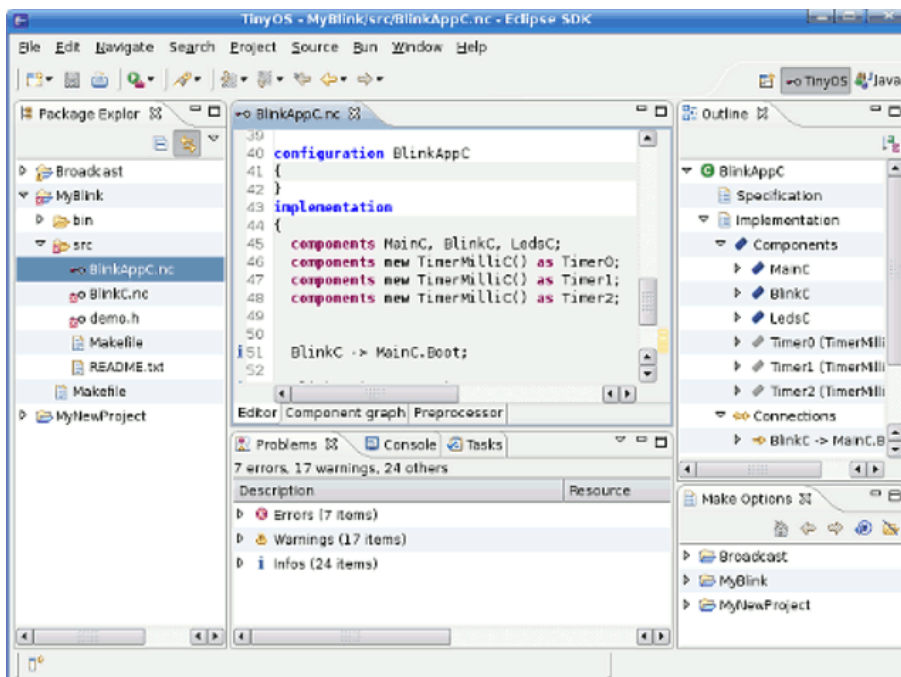 TinyOS - MyBlink/src/BlinkAppC.nc - Eclipse SDK
File Edit Navigate Search Project Source Run Window Help
TinyOS Java
Package Explor
Broadcast
MyBlink
bin
src
BlinkAppC.nc
BlinkC.nc
demo.h
Makefile
README.txt
Makefile
MyNewProject
BlinkAppC.nc
39
40 configuration BlinkAppC
41 {
42 }
43 implementation
44 {
45 components MainC, BlinkC, LedsC;
46 components new TimerMilliC() as Timer0;
47 components new TimerMilliC() as Timer1;
48 components new TimerMilliC() as Timer2;
49
50
51 BlinkC -> MainC.Boot;
52
Editor Component graph Preprocessor
Problems Console Tasks
7 errors, 17 warnings, 24 others
Description Resource
Errors (7 items)
Warnings (17 items)
Infos (24 items)
Outline
BlinkAppC
Specification
Implementation
Components
MainC
BlinkC
LedsC
Timer0 (TimerMilli
Timer1 (TimerMilli
Timer2 (TimerMilli
Connections
BlinkC -> MainC.B
Make Options
Broadcast
MyBlink
MyNewProject